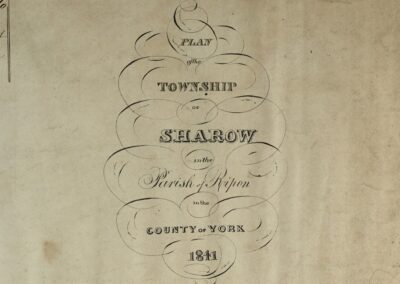 PLAN
of the
TOWNSHIP
OF
SHAROW
in the
Parish of Ripon
in the
COUNTY OF YORK
1841